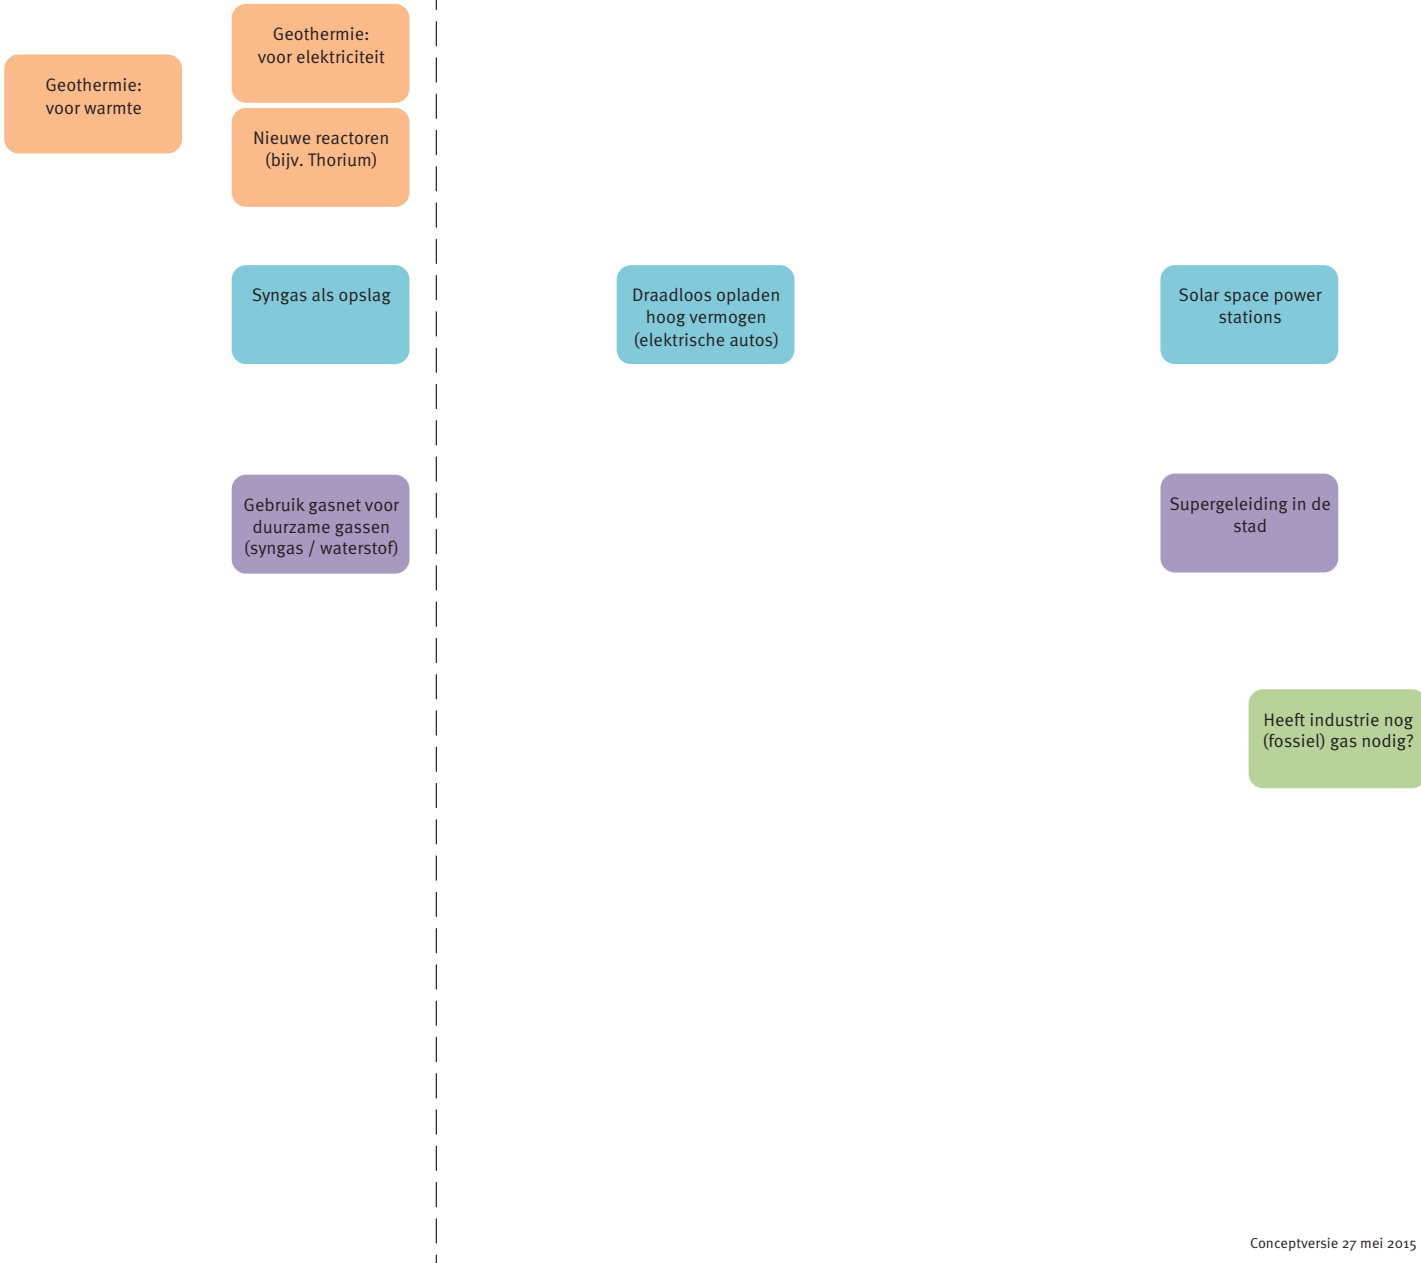 Geothermie:
voor elektriciteit
Geothermie:
voor warmte
Nieuwe reactoren
(bijv. Thorium)
Syngas als opslag
Draadloos opladen
hoog vermogen
(elektrische autos)
Solar space power
stations
Gebruik gasnet voor
duurzame gassen
(syngas / waterstof)
Supergeleiding in de
stad
Heeft industrie nog
(fossiel) gas nodig?
Conceptversie 27 mei 2015